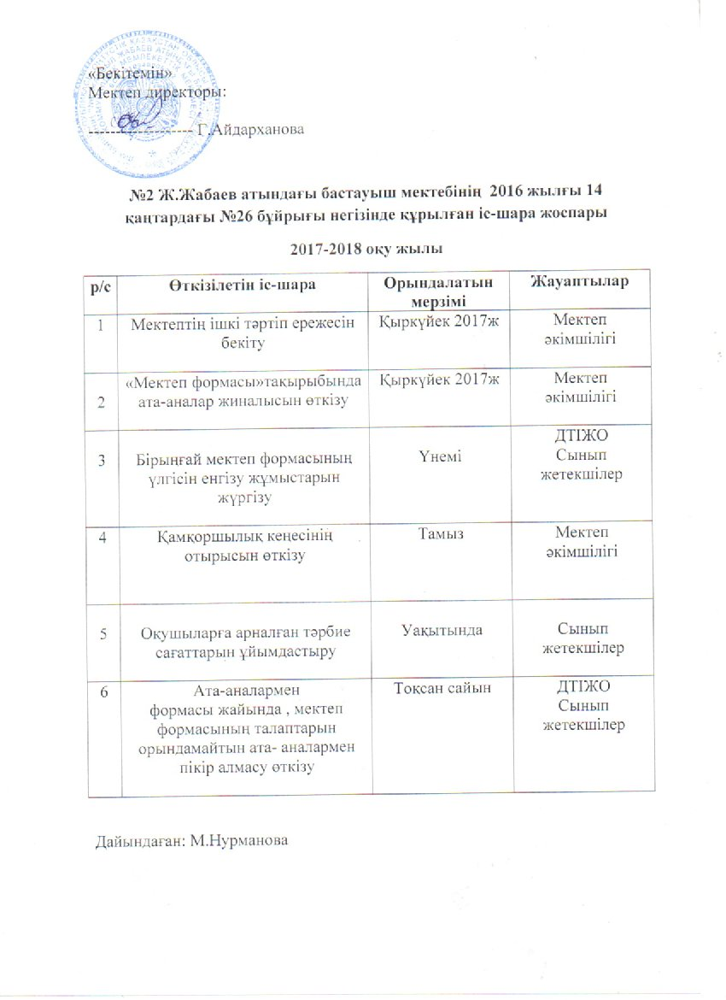 «Бекітемін»
Мектеп директоры:
------------------- Г.Айдарханова
№2 Ж.Жабаев атындағы бастауыш мектебінің 2016 жылғы 14
қаңтардағы №26 бұйрығы негізінде құрылған іс-шара жоспары
2017-2018 оқу жылы
р/с Өткізілетін іс-шара Орындалатын Жауаптылар
мерзімі
1 Мектептің ішкі тәртіп ережесін Қыркүйек 2017ж Мектеп
бекіту әкімшілігі
«Мектеп формасы»тақырыбында Қыркүйек 2017ж Мектеп
2 ата-аналар жиналысын өткізу әкімшілігі
ДТІЖО
3 Бірыңғай мектеп формасының Үнемі Сынып
үлгісін енгізу жұмыстарын жетекшілер
жүргізу
4 Қамқоршылық кеңесінің Тамыз Мектеп
отырысын өткізу әкімшілігі
5 Оқушыларға арналған тәрбие Уақытында Сынып
сағаттарын ұйымдастыру жетекшілер
6 Ата-аналармен Тоқсан сайын ДТІЖО
формасы жайында , мектеп Сынып
формасының талаптарын жетекшілер
орындамайтын ата- аналармен
пікір алмасу өткізу
Дайындаған: М.Нурманова